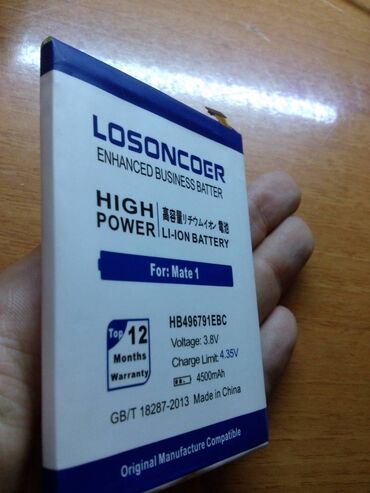 LOSONCOER
ENHANCED BUSINESS BATTER
HIGH POWER
高容量リチウムイオン電池
LI-ION BATTERY
For: Mate 1
HB496791EBC
Top 12
Months
Warranty
Voltage: 3.8V
Charge Limit: 4.35V
4500mAh
GB/T 18287-2013 Made in China
Original Manufacture Compatible